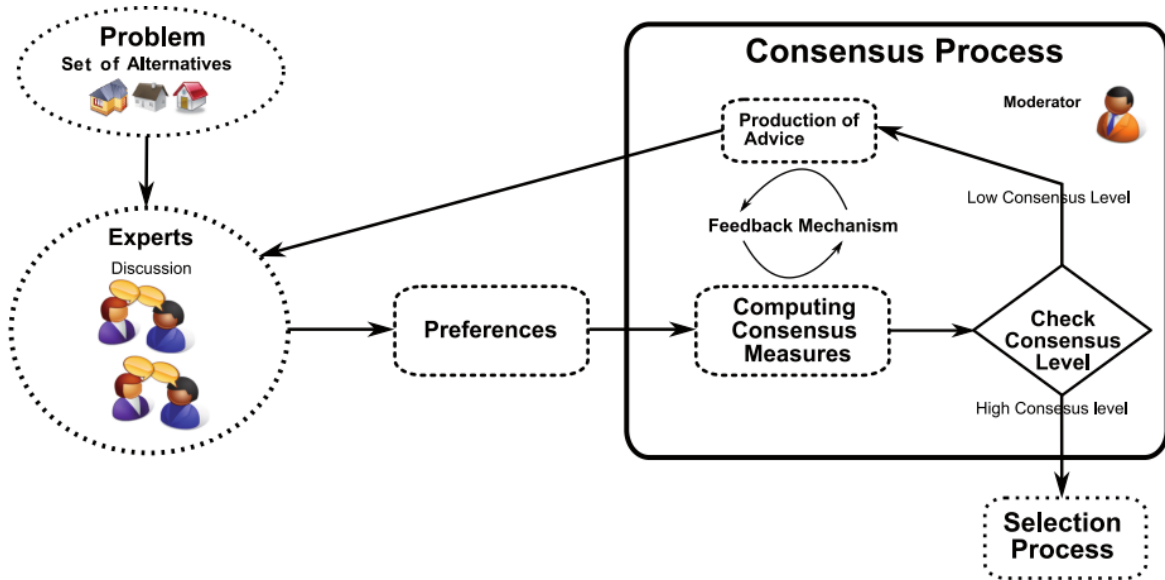 Problem
Set of Alternatives
Experts
Discussion
Preferences
Consensus Process
Moderator
Production of
Advice
Low Consensus Level
Feedback Mechanism
Computing
Consensus
Measures
Check
Consensus
Level
High Consesus level
Selection
Process